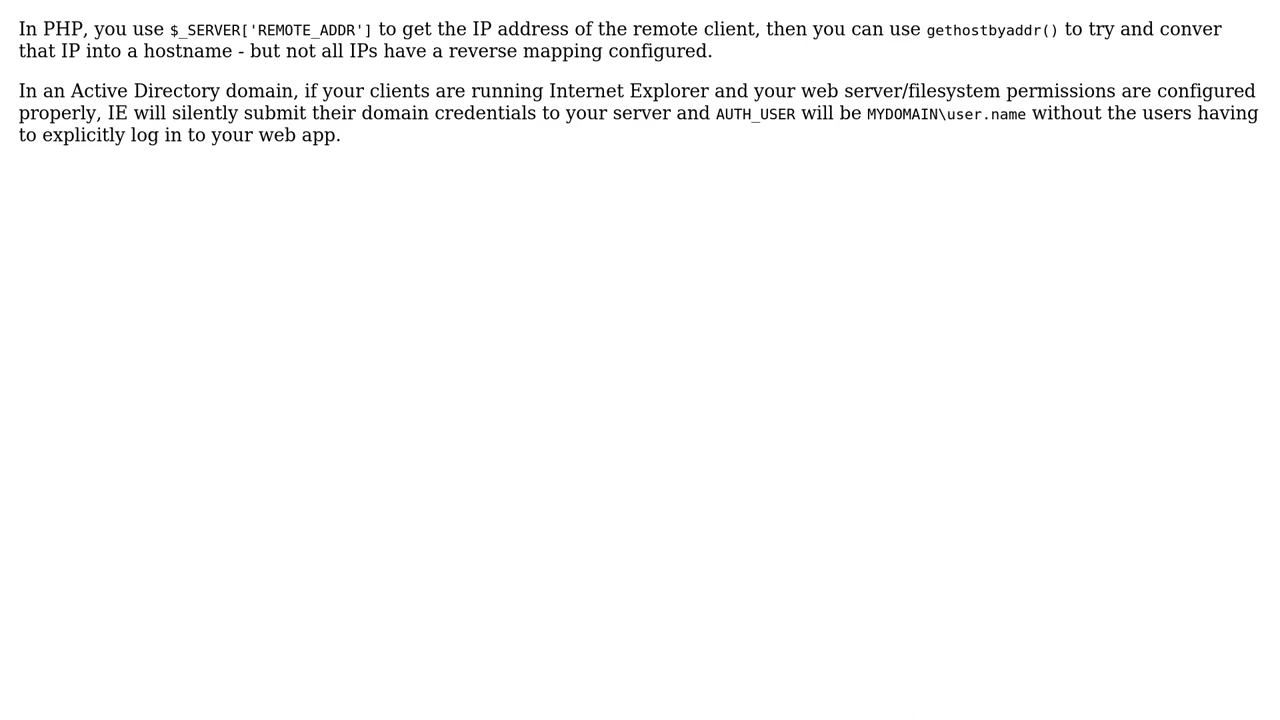 In PHP, you use $_SERVER['REMOTE_ADDR'] to get the IP address of the remote client, then you can use gethostbyaddr() to try and conver
that IP into a hostname - but not all IPs have a reverse mapping configured.
In an Active Directory domain, if your clients are running Internet Explorer and your web server/filesystem permissions are configured
properly, IE will silently submit their domain credentials to your server and AUTH_USER will be MYDOMAIN\user.name without the users having
to explicitly log in to your web app.